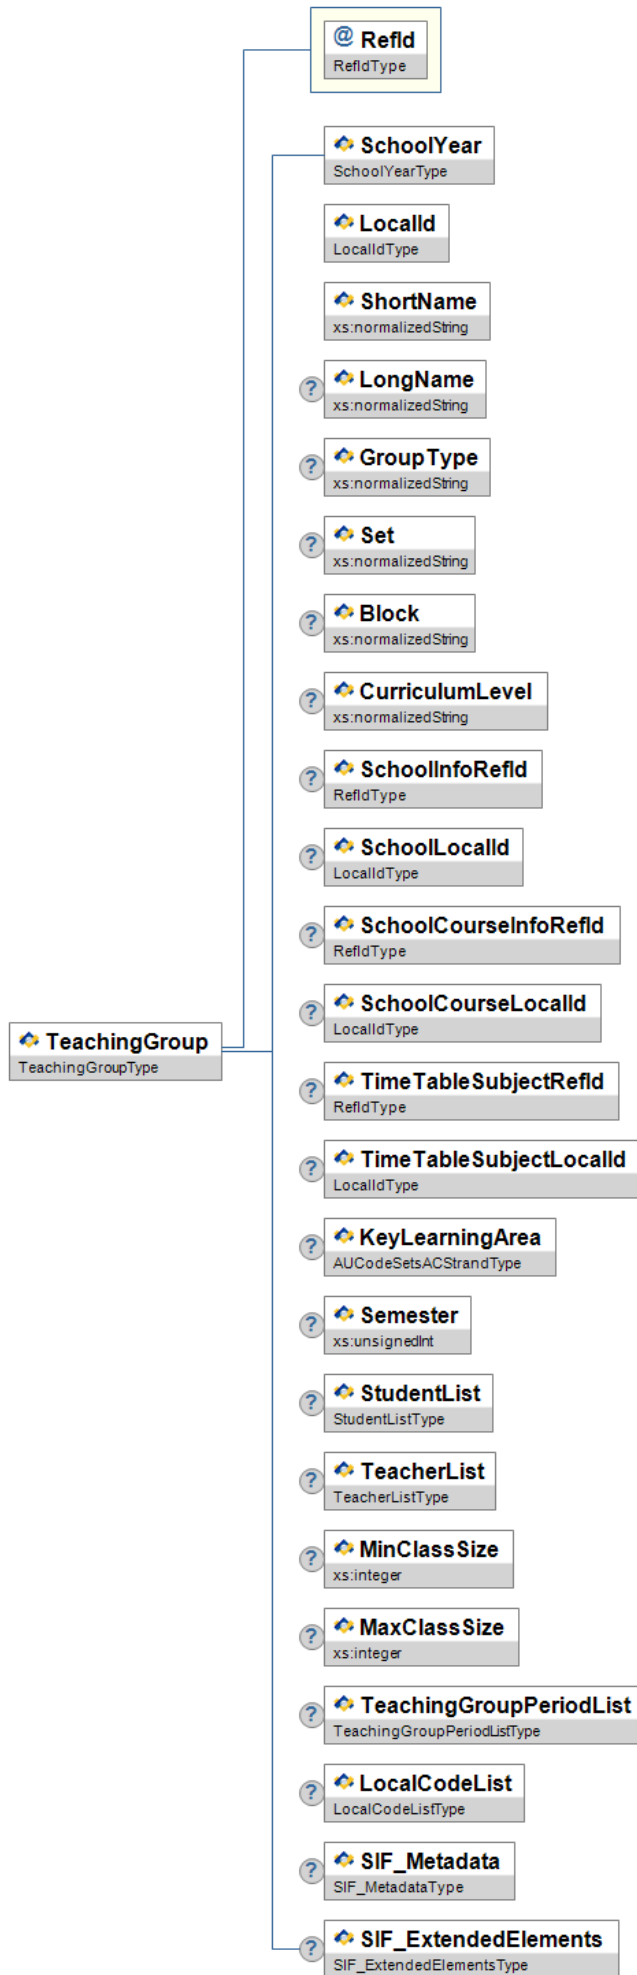 @ RefId
RefIdType
SchoolYear
SchoolYearType
LocalId
LocalIdType
ShortName
xs:normalizedString
? LongName
xs:normalizedString
? GroupType
xs:normalizedString
? Set
xs:normalizedString
? Block
xs:normalizedString
? CurriculumLevel
xs:normalizedString
? SchoolInfoRefId
RefIdType
? SchoolLocalId
LocalIdType
? SchoolCourseInfoRefId
RefIdType
? SchoolCourseLocalId
LocalIdType
TeachingGroup
TeachingGroupType
? TimeTableSubjectRefId
RefIdType
? TimeTableSubjectLocalId
LocalIdType
? KeyLearningArea
AUCodeSetsACStrandType
? Semester
xs:unsignedInt
? StudentList
StudentListType
? TeacherList
TeacherListType
? MinClassSize
xs:integer
? MaxClassSize
xs:integer
? TeachingGroupPeriodList
TeachingGroupPeriodListType
? LocalCodeList
LocalCodeListType
? SIF_Metadata
SIF_MetadataType
? SIF_ExtendedElements
SIF_ExtendedElementsType